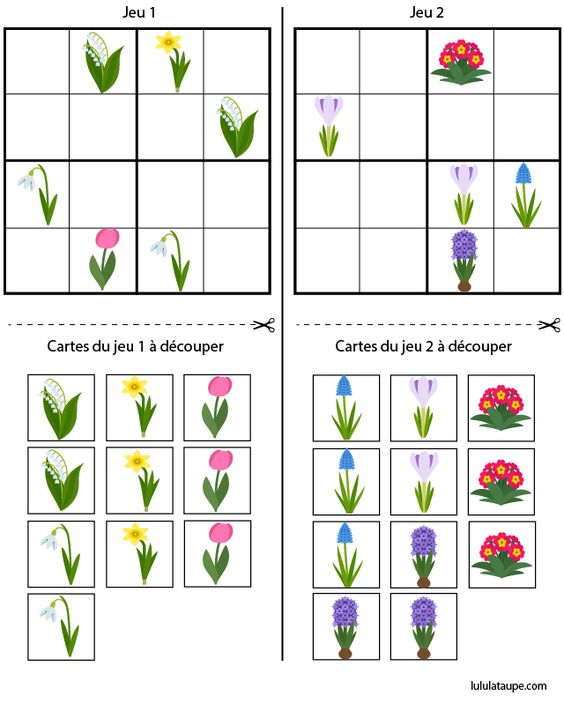 Jeu 1
Jeu 2
Cartes du jeu 1 à découper
Cartes du jeu 2 à découper
lululataupe.com